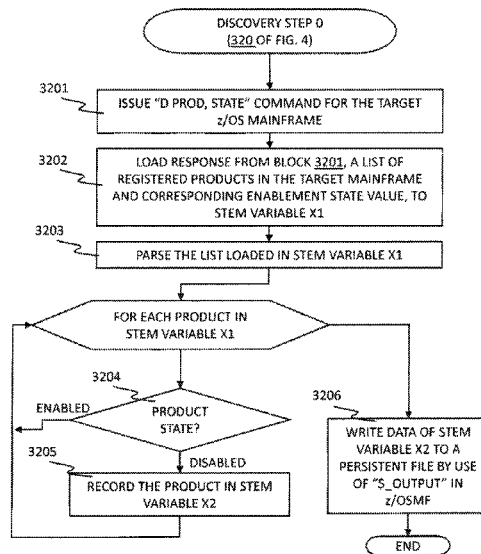 DISCOVERY STEP 0
(320 OF FIG. 4)
3201
ISSUE "D PROD, STATE" COMMAND FOR THE TARGET
z/OS MAINFRAME
3202
LOAD RESPONSE FROM BLOCK 3201, A LIST OF
REGISTERED PRODUCTS IN THE TARGET MAINFRAME
AND CORRESPONDING ENABLEMENT STATE VALUE, TO
STEM VARIABLE X1
3203
PARSE THE LIST LOADED IN STEM VARIABLE X1
FOR EACH PRODUCT IN
STEM VARIABLE X1
3204
ENABLED
PRODUCT
STATE?
DISABLED
3205
RECORD THE PRODUCT IN STEM
VARIABLE X2
3206
WRITE DATA OF STEM
VARIABLE X2 TO A
PERSISTENT FILE BY USE
OF "S_OUTPUT" IN
z/OSMF
END